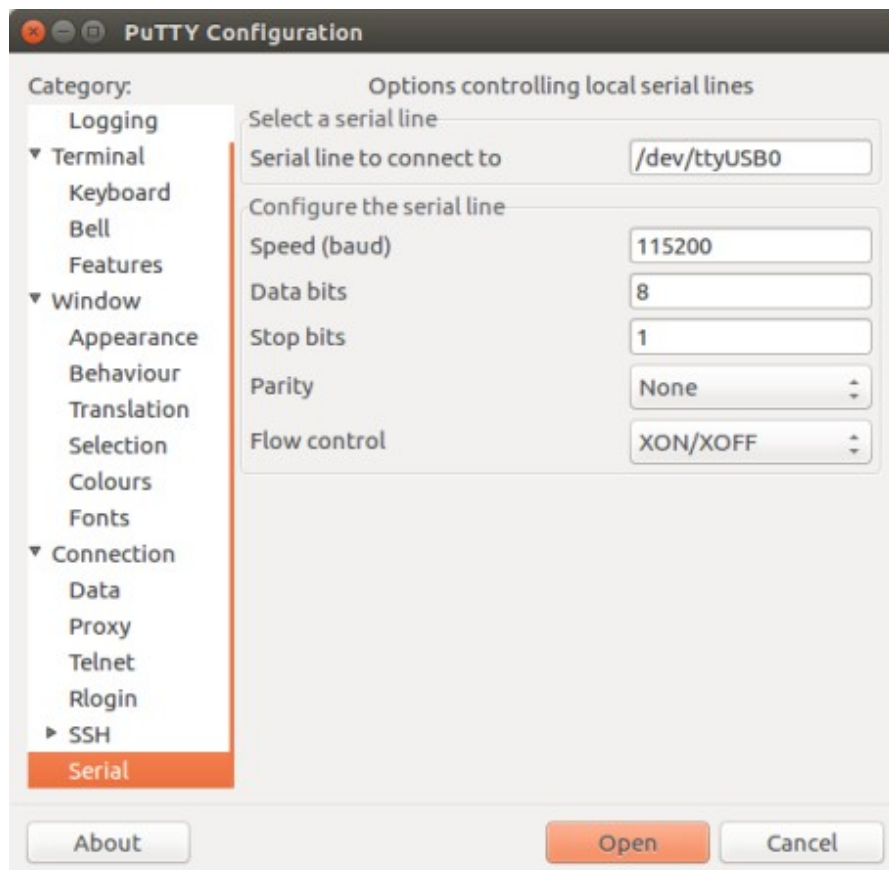 PuTTY Configuration
Category:
Logging
Terminal
Keyboard
Bell
Features
Window
Appearance
Behaviour
Translation
Selection
Colours
Fonts
Connection
Data
Proxy
Telnet
Rlogin
SSH
Serial
Options controlling local serial lines
Select a serial line
Serial line to connect to /dev/ttyUSB0
Configure the serial line
Speed (baud) 115200
Data bits 8
Stop bits 1
Parity None
Flow control XON/XOFF
About Open Cancel